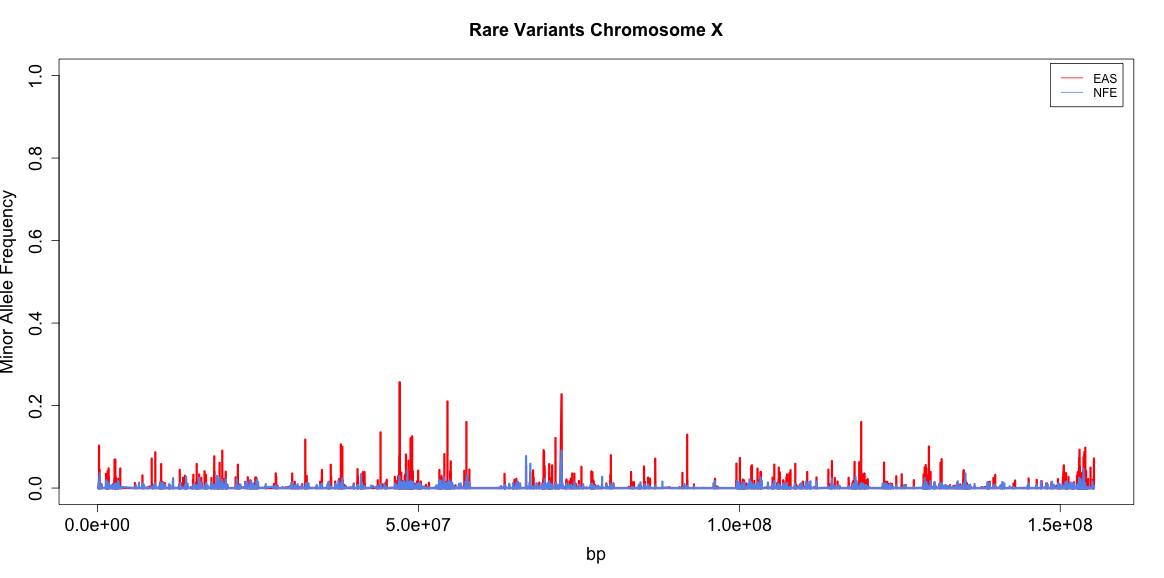 Rare Variants Chromosome X
EAS
NFE
Minor Allele Frequency
1.0
0.8
0.6
0.4
0.2
0.0
0.0e+00
5.0e+07
1.0e+08
1.5e+08
bp